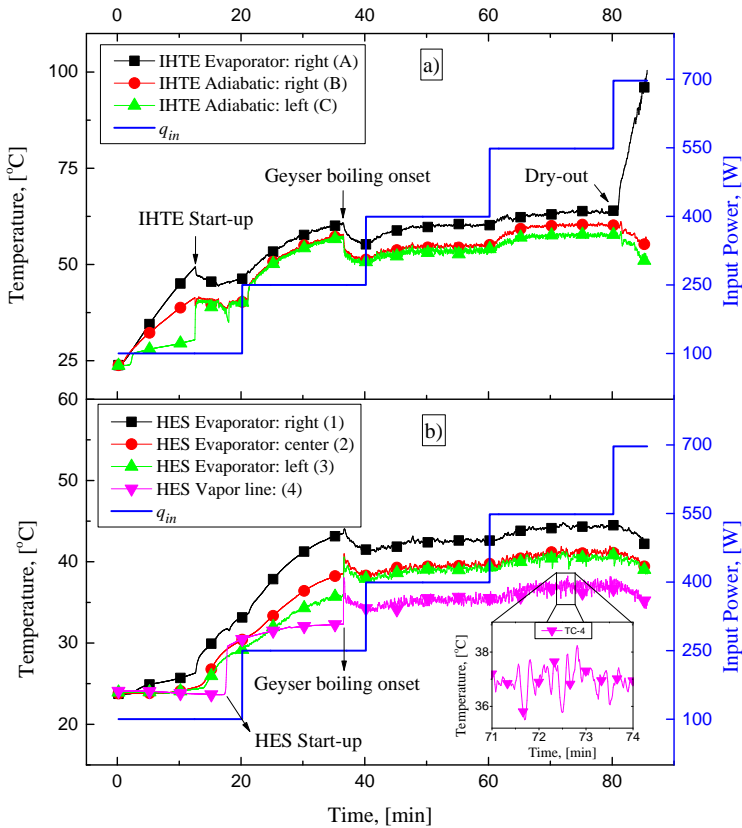 0 20 40 60 80
a)
IHTE Evaporator: right (A)
IHTE Adiabatic: right (B)
IHTE Adiabatic: left (C)
q_in
100
75
50
25
Temperature, [°C]
700
550
400
250
100
Input Power, [W]
IHTE Start-up
Geyser boiling onset
Dry-out
b)
HES Evaporator: right (1)
HES Evaporator: center (2)
HES Evaporator: left (3)
HES Vapor line: (4)
q_in
60
50
40
30
20
Temperature, [°C]
700
550
400
250
100
Input Power, [W]
Geyser boiling onset
HES Start-up
TC-4
38
36
Temperature, [°C]
71 72 73 74
Time, [min]
0 20 40 60 80
Time, [min]